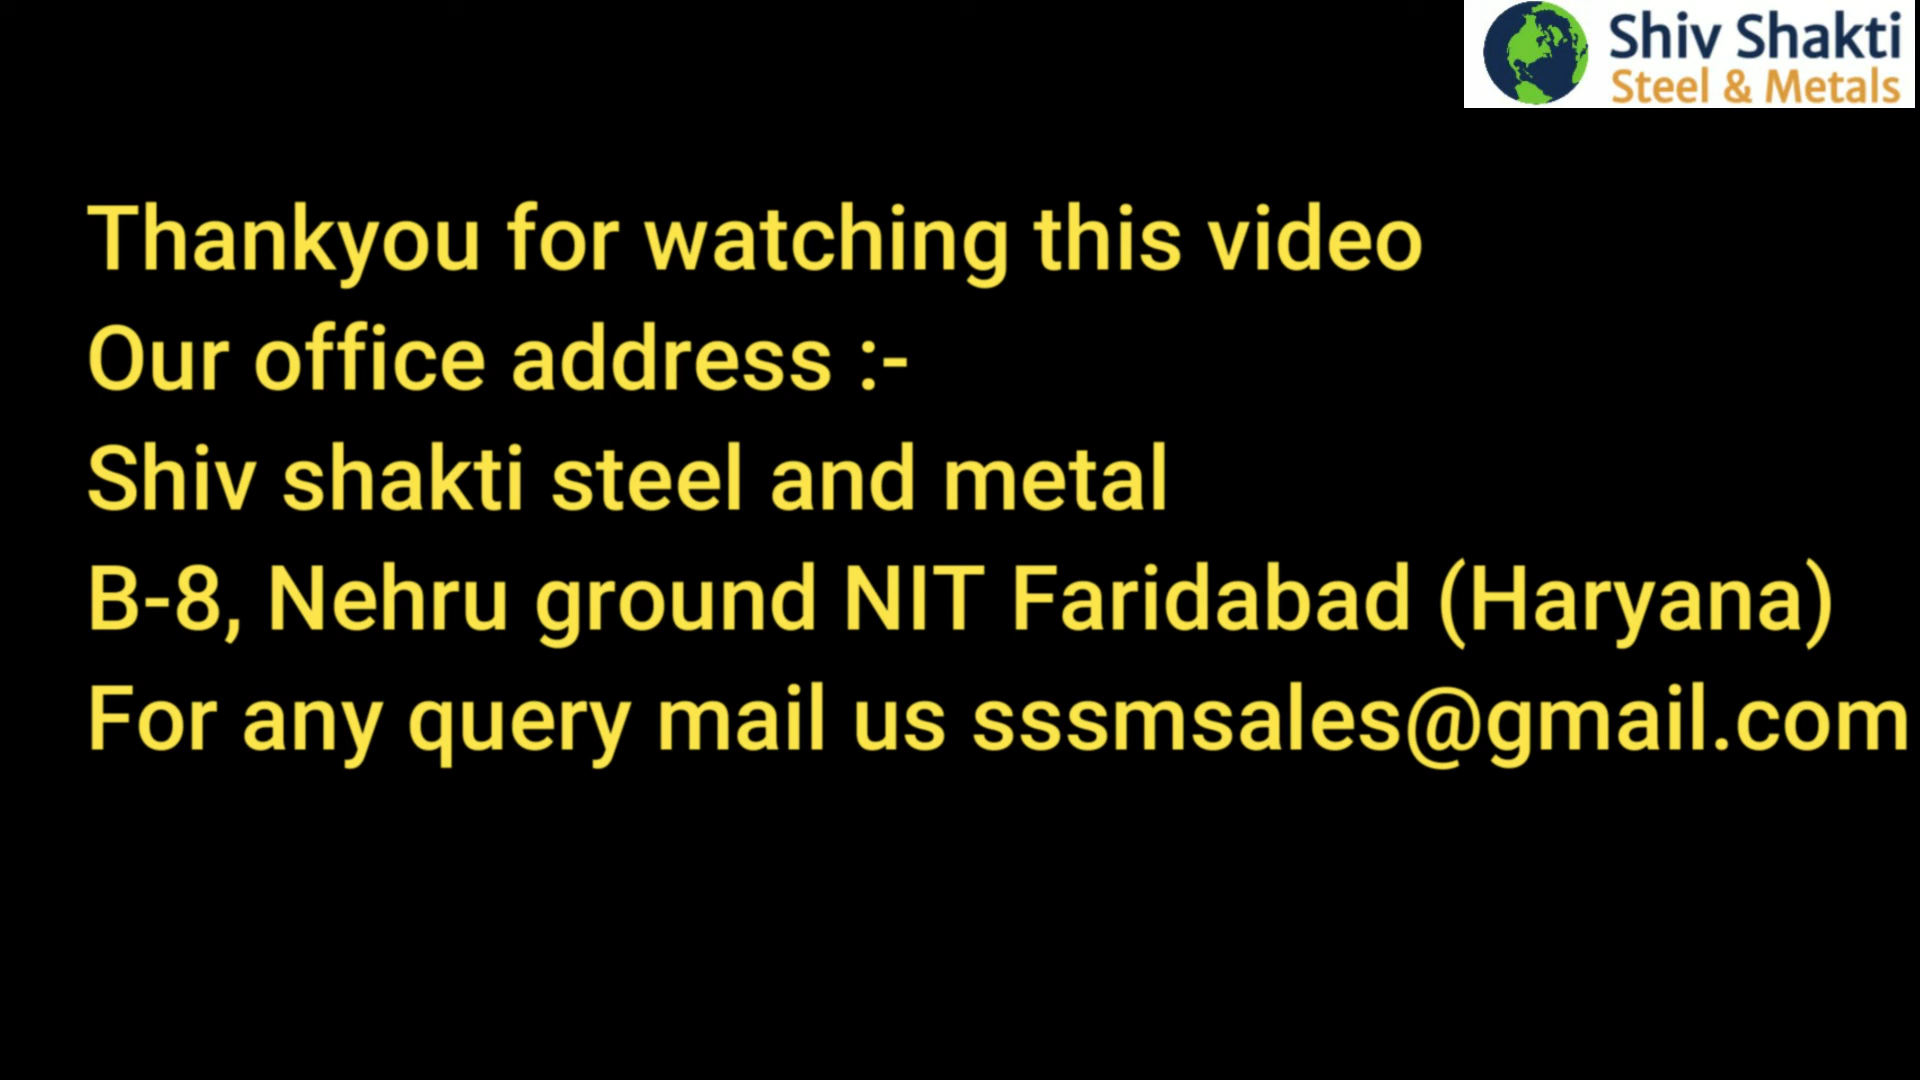 Shiv Shakti
Steel & Metals
Thankyou for watching this video
Our office address :-
Shiv shakti steel and metal
B-8, Nehru ground NIT Faridabad (Haryana)
For any query mail us sssmsales@gmail.com